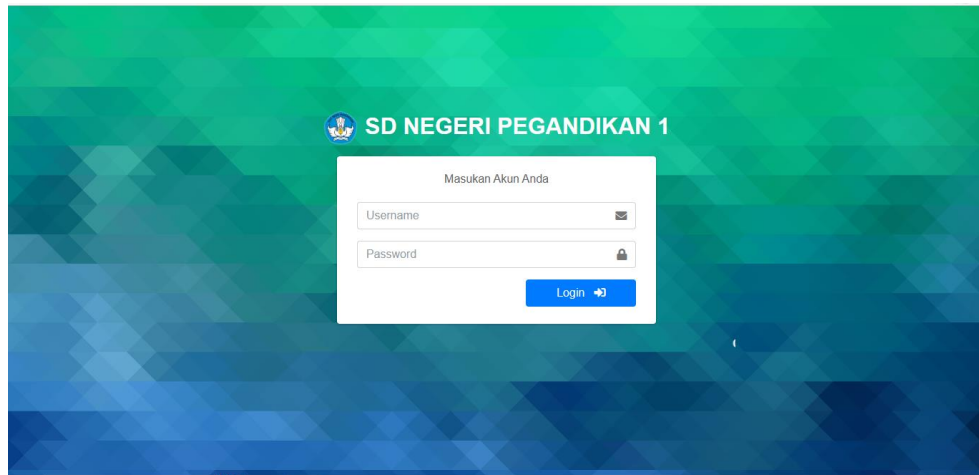 SD NEGERI PEGANDIKAN 1
Masukan Akun Anda
Username
Password
Login